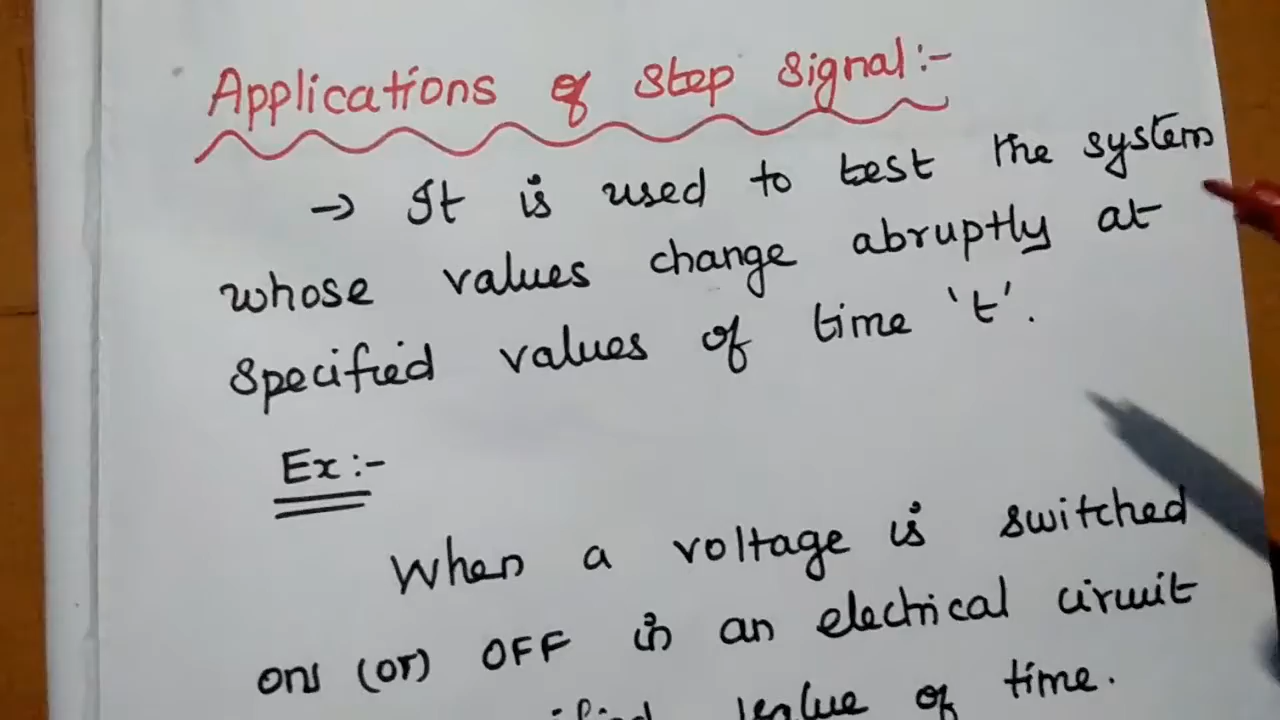 Applications of Step Signal:-
→ It is used to test the system
whose values change abruptly at
specified values of time 't'.
Ex:-
When a voltage is switched
ON (or) OFF in an electrical circuit
value of time.